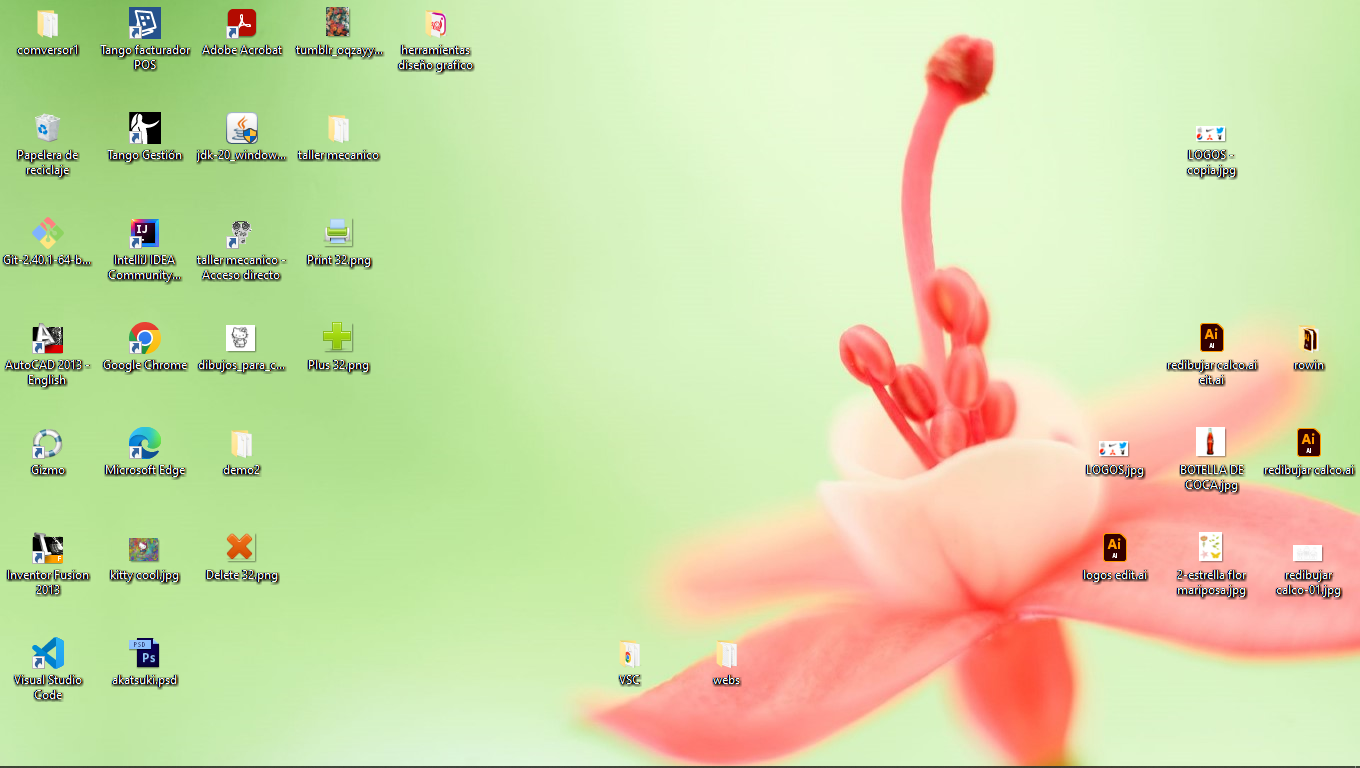 comversor1
Tango facturador
POS
Adobe Acrobat
tumblr_oqzayy...
herramientas
diseño grafico
Papelera de
reciclaje
Tango Gestión
jdk-20_window...
taller mecanico
LOGOS -
copia.jpg
Git-2.40.1-64-b...
IntelliJ IDEA
Community...
taller mecanico -
Acceso directo
Print 32.png
AutoCAD 2013 -
English
Google Chrome
dibujos_para_c...
Plus 32.png
redibujar calco.ai
eit.ai
rowin
Gizmo
Microsoft Edge
demo2
LOGOS.jpg
BOTELLA DE
COCA.jpg
redibujar calco.ai
Inventor Fusion
2013
kitty cool.jpg
Delete 32.png
logos edit.ai
2-estrella flor
mariposa.jpg
redibujar
calco-01.jpg
Visual Studio
Code
akatsuki.psd
VSC
webs